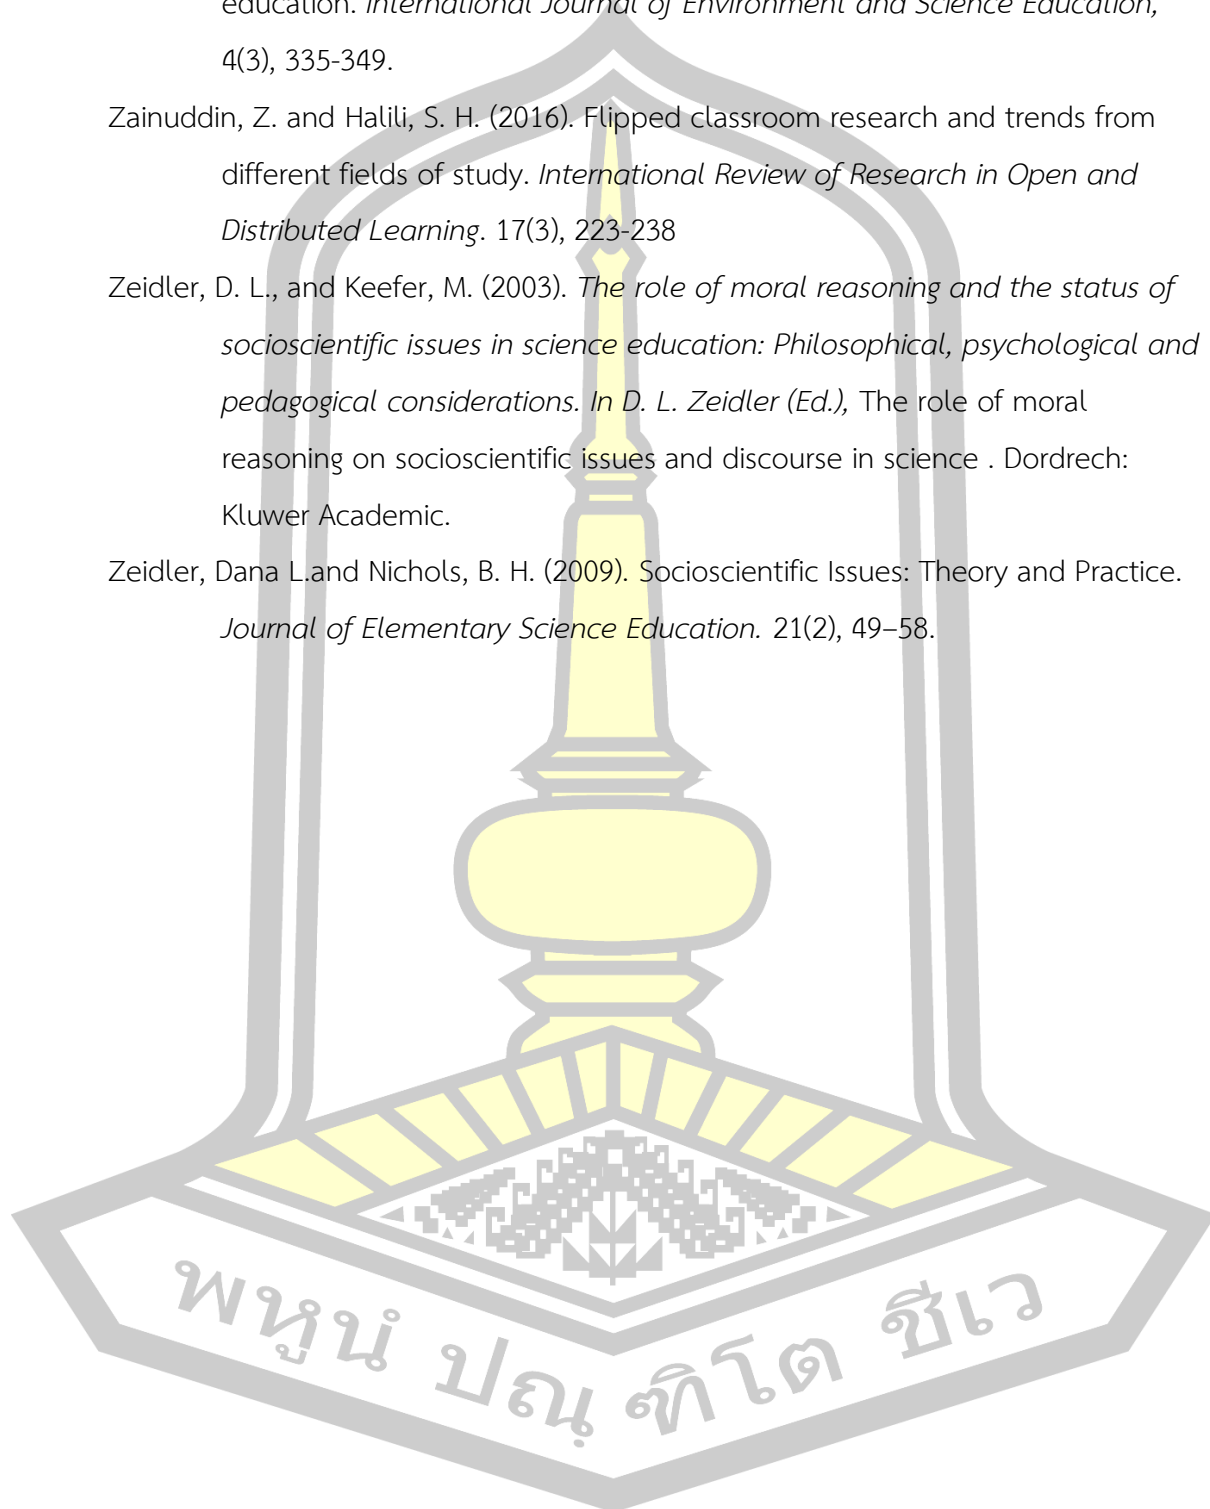 education. International Journal of Environment and Science Education,
4(3), 335-349.
Zainuddin, Z. and Halili, S. H. (2016). Flipped classroom research and trends from
different fields of study. International Review of Research in Open and
Distributed Learning. 17(3), 223-238
Zeidler, D. L., and Keefer, M. (2003). The role of moral reasoning and the status of
socioscientific issues in science education: Philosophical, psychological and
pedagogical considerations. In D. L. Zeidler (Ed.), The role of moral
reasoning on socioscientific issues and discourse in science . Dordrech:
Kluwer Academic.
Zeidler, Dana L.and Nichols, B. H. (2009). Socioscientific Issues: Theory and Practice.
Journal of Elementary Science Education. 21(2), 49–58.
พหูนํ ปณฺฑิโต ชีเว